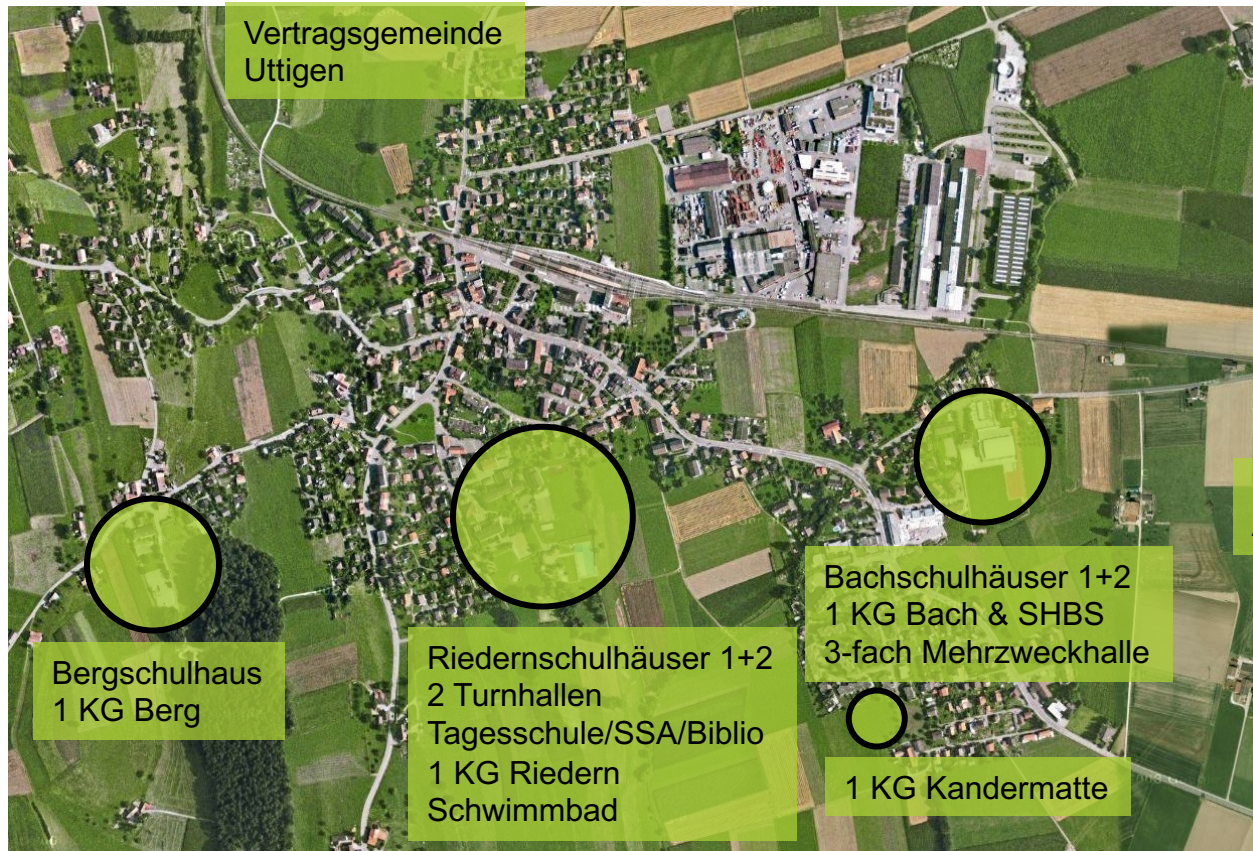 Vertragsgemeinde
Uttigen
Bergschulhaus
1 KG Berg
Riedernschulhäuser 1+2
2 Turnhallen
Tagesschule/SSA/Biblio
1 KG Riedern
Schwimmbad
Bachschulhäuser 1+2
1 KG Bach & SHBS
3-fach Mehrzweckhalle
1 KG Kandermatte